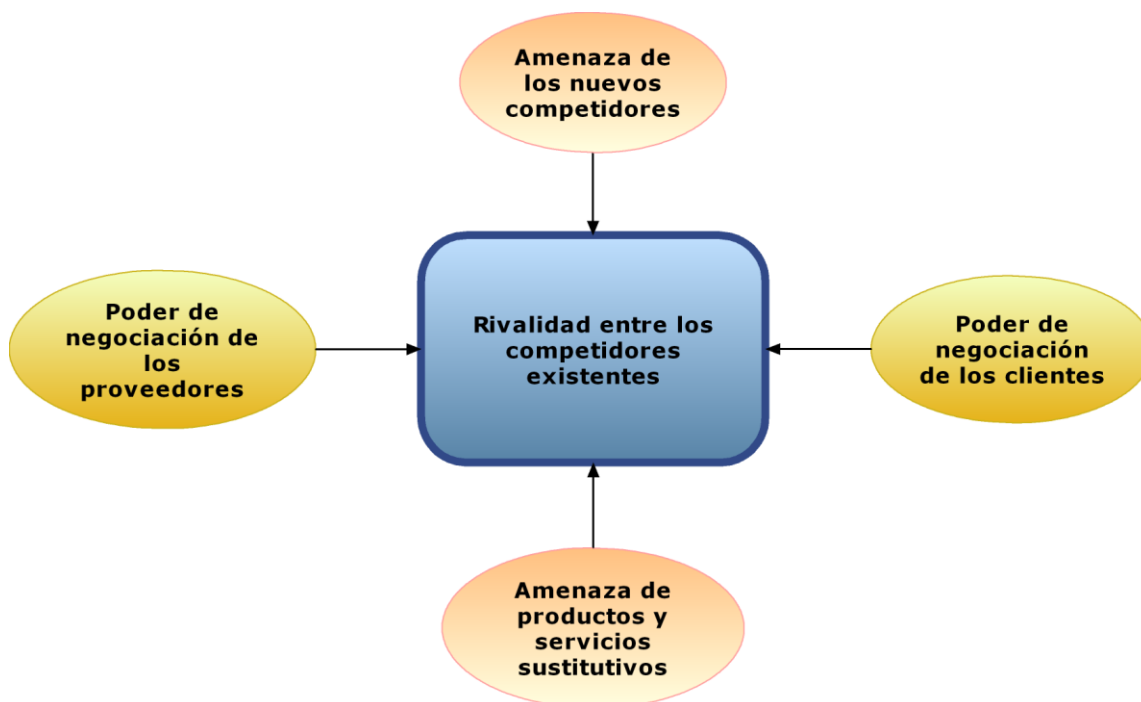 Amenaza de
los nuevos
competidores
Poder de
negociación de
los
proveedores
Rivalidad entre los
competidores
existentes
Poder de
negociación
de los clientes
Amenaza de
productos y
servicios
sustitutivos